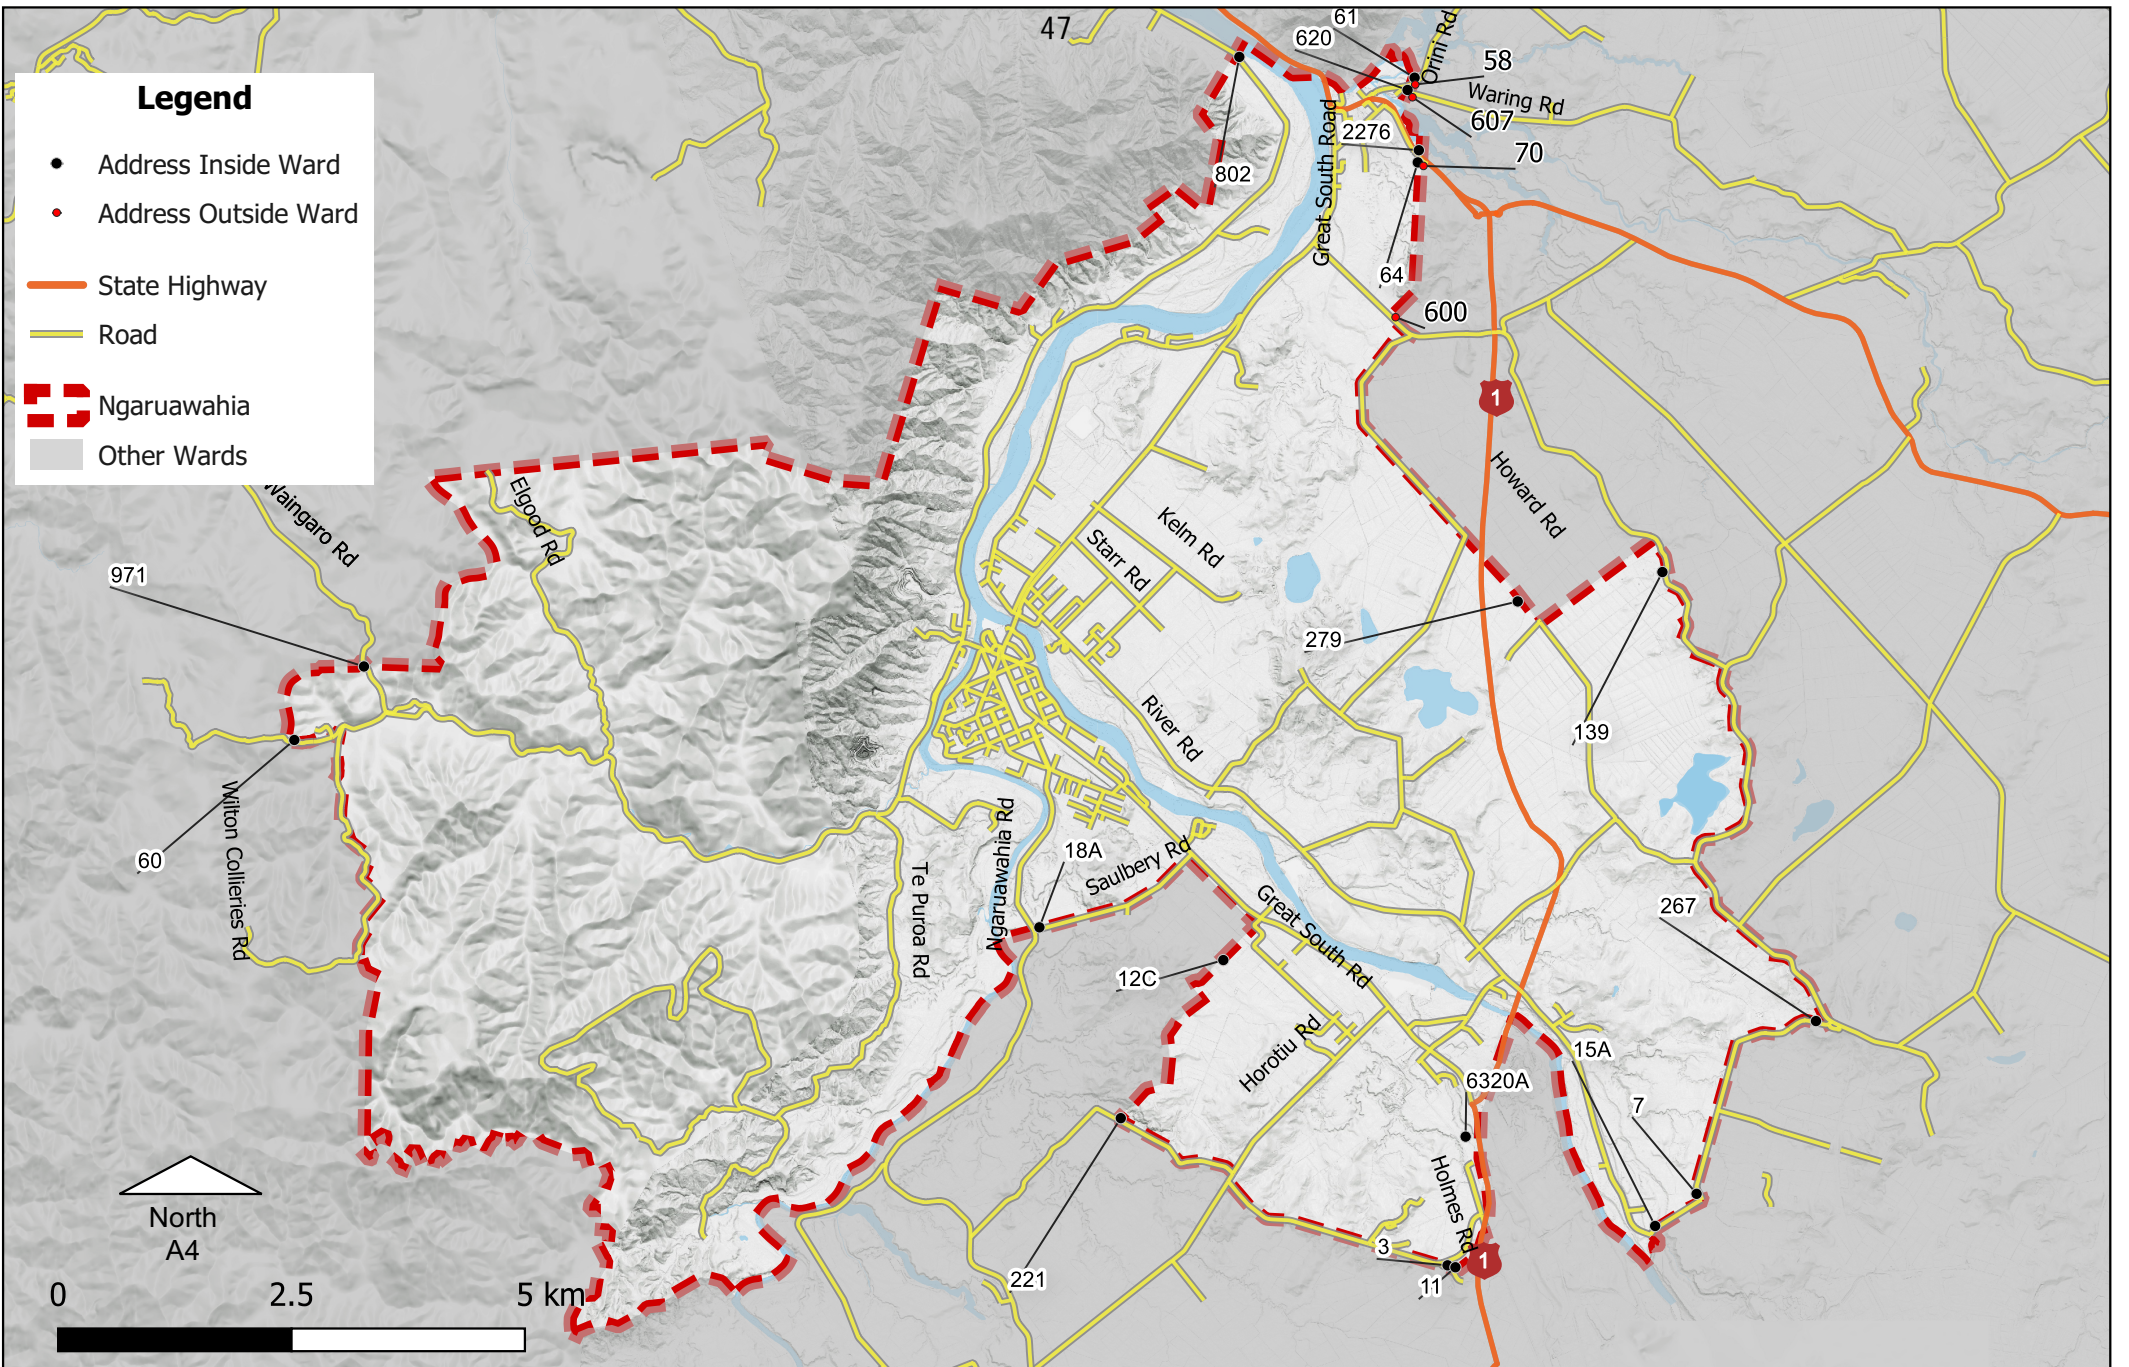 Legend
Address Inside Ward
Address Outside Ward
State Highway
Road
Ngaruawahia
Other Wards
47
61
620
58
Orini Rd
Waring Rd
607
2276
70
802
Great South Road
64
600
1
Waingaro Rd
Elgood Rd
Howard Rd
Kelm Rd
Starr Rd
971
279
139
River Rd
60
Wilton Collieries Rd
Te Puroa Rd
Ngaruawahia Rd
18A
Saulbery Rd
Great South Rd
267
12C
Horotiu Rd
15A
6320A
7
Holmes Rd
3
1
11
221
North
A4
0
2.5
5 km